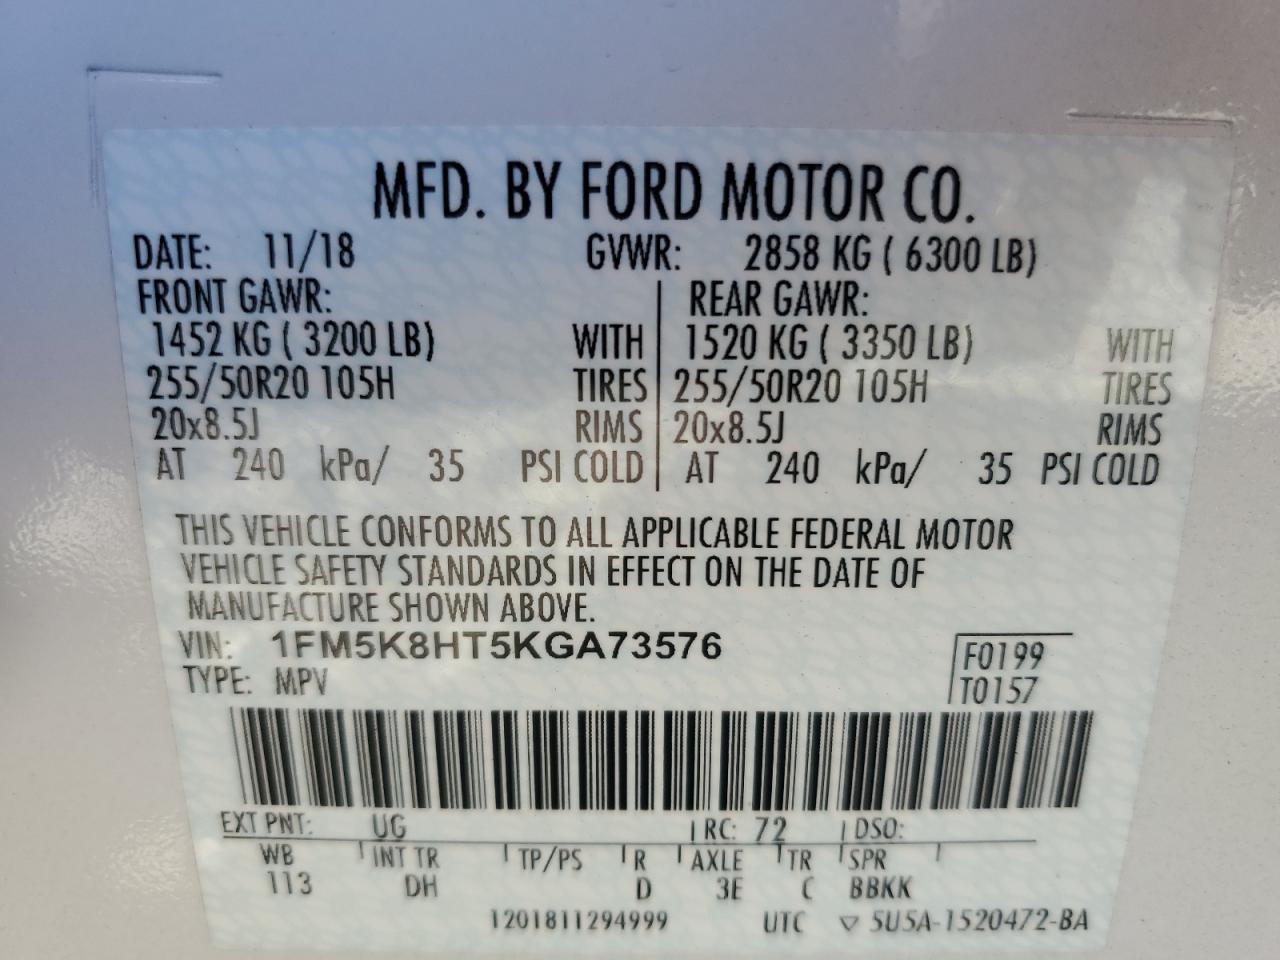 MFD. BY FORD MOTOR CO.
DATE: 11/18 GVWR: 2858 KG ( 6300 LB)
FRONT GAWR: REAR GAWR:
1452 KG ( 3200 LB) WITH 1520 KG ( 3350 LB) WITH
255/50R20 105H TIRES 255/50R20 105H TIRES
20x8.5J RIMS 20x8.5J RIMS
AT 240 kPa/ 35 PSI COLD AT 240 kPa/ 35 PSI COLD
THIS VEHICLE CONFORMS TO ALL APPLICABLE FEDERAL MOTOR
VEHICLE SAFETY STANDARDS IN EFFECT ON THE DATE OF
MANUFACTURE SHOWN ABOVE.
VIN: 1FM5K8HT5KGA73576 F0199
TYPE: MPV T0157
EXT PNT: UG RC: 72 DSO:
WB INT TR TP/PS R AXLE TR SPR
113 DH D 3E C BBKK
1201811294999 UTC ▽ 5U5A-1520472-BA